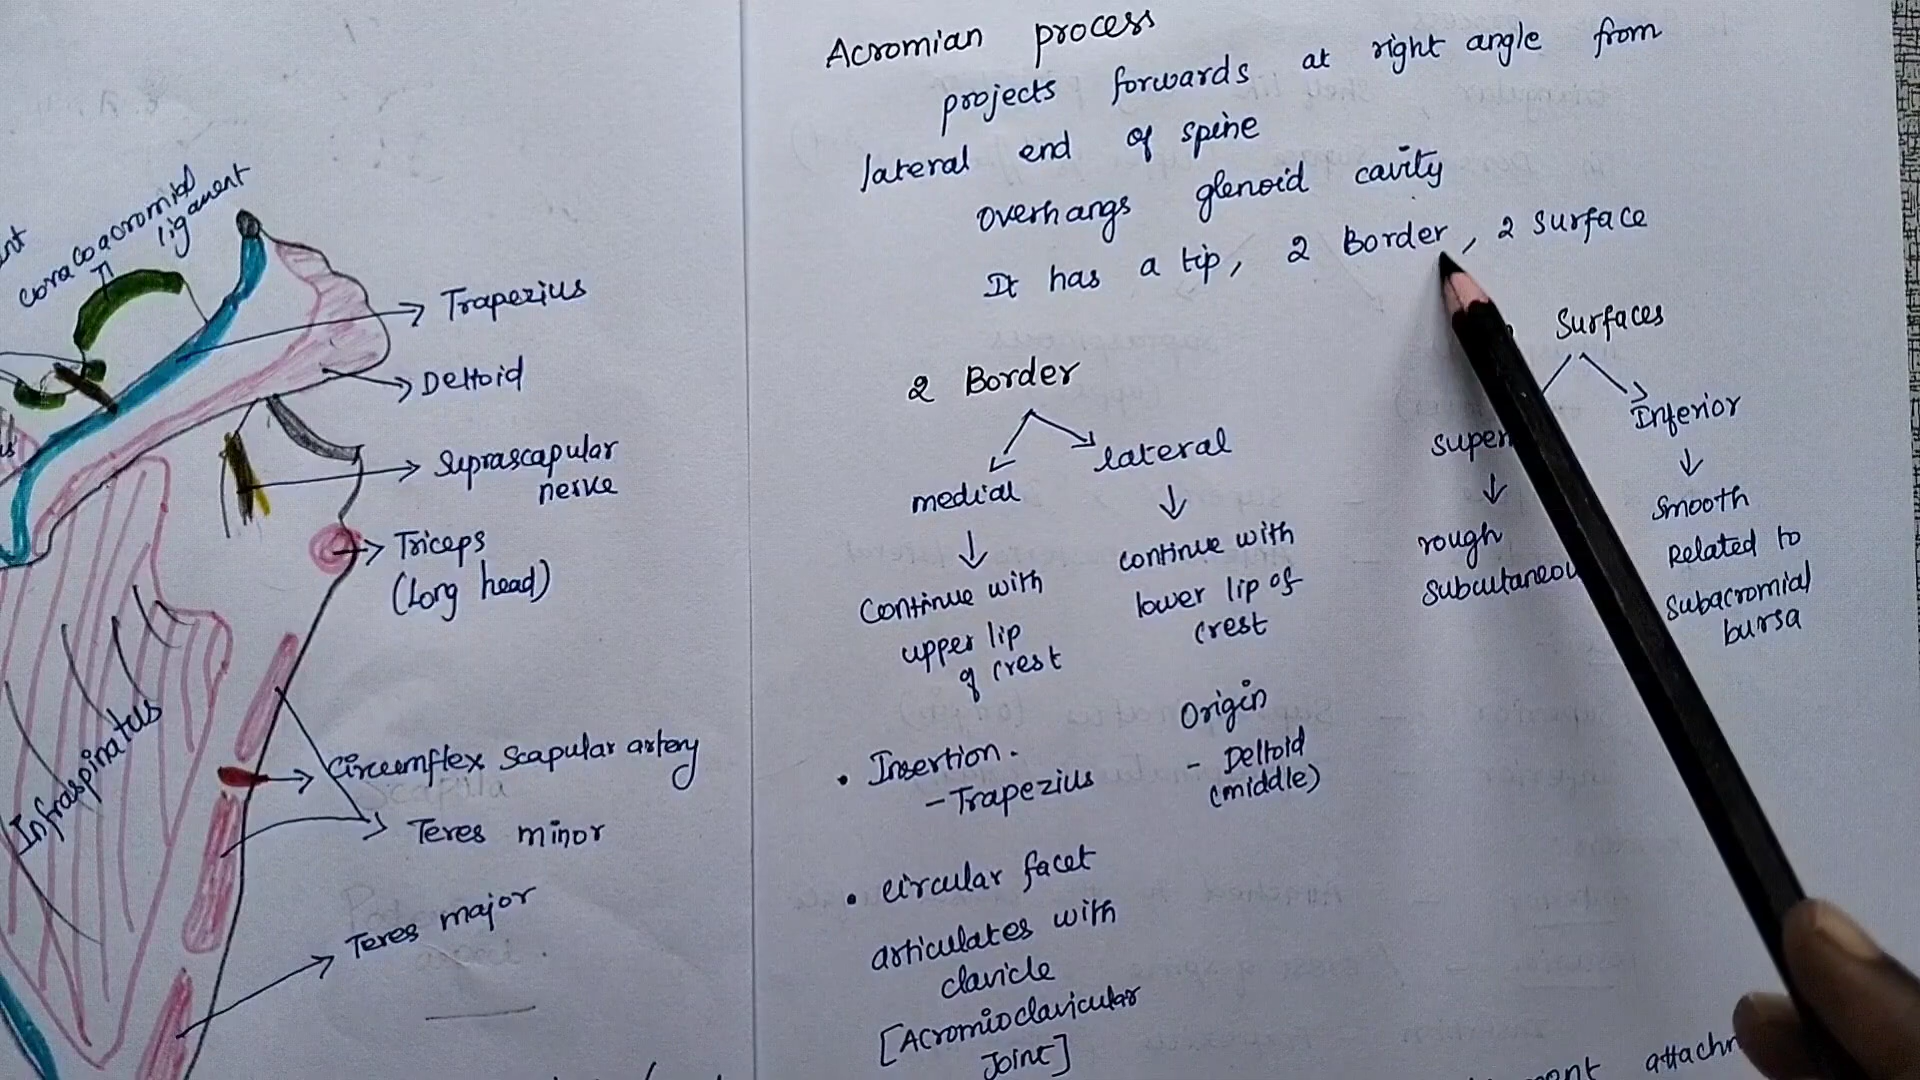 coracoacromial
ligament
Trapezius
Deltoid
Suprascapular
nerve
Triceps
(Long head)
Infraspinatus
Circumflex Scapular artery
Teres minor
Teres major
Acromian process
projects forwards at right angle from
lateral end of spine
overhangs glenoid cavity
It has a tip, 2 Border, 2 surface
2 Border
medial
Continue with
upper lip
of crest
• Insertion.
- Trapezius
• circular facet
articulates with
clavicle
[Acromioclavicular
Joint]
lateral
continue with
lower lip of
crest
Origin
- Deltoid
(middle)
Surfaces
super
rough
Subcutaneou
Inferior
Smooth
Related to
Subacromial
bursa